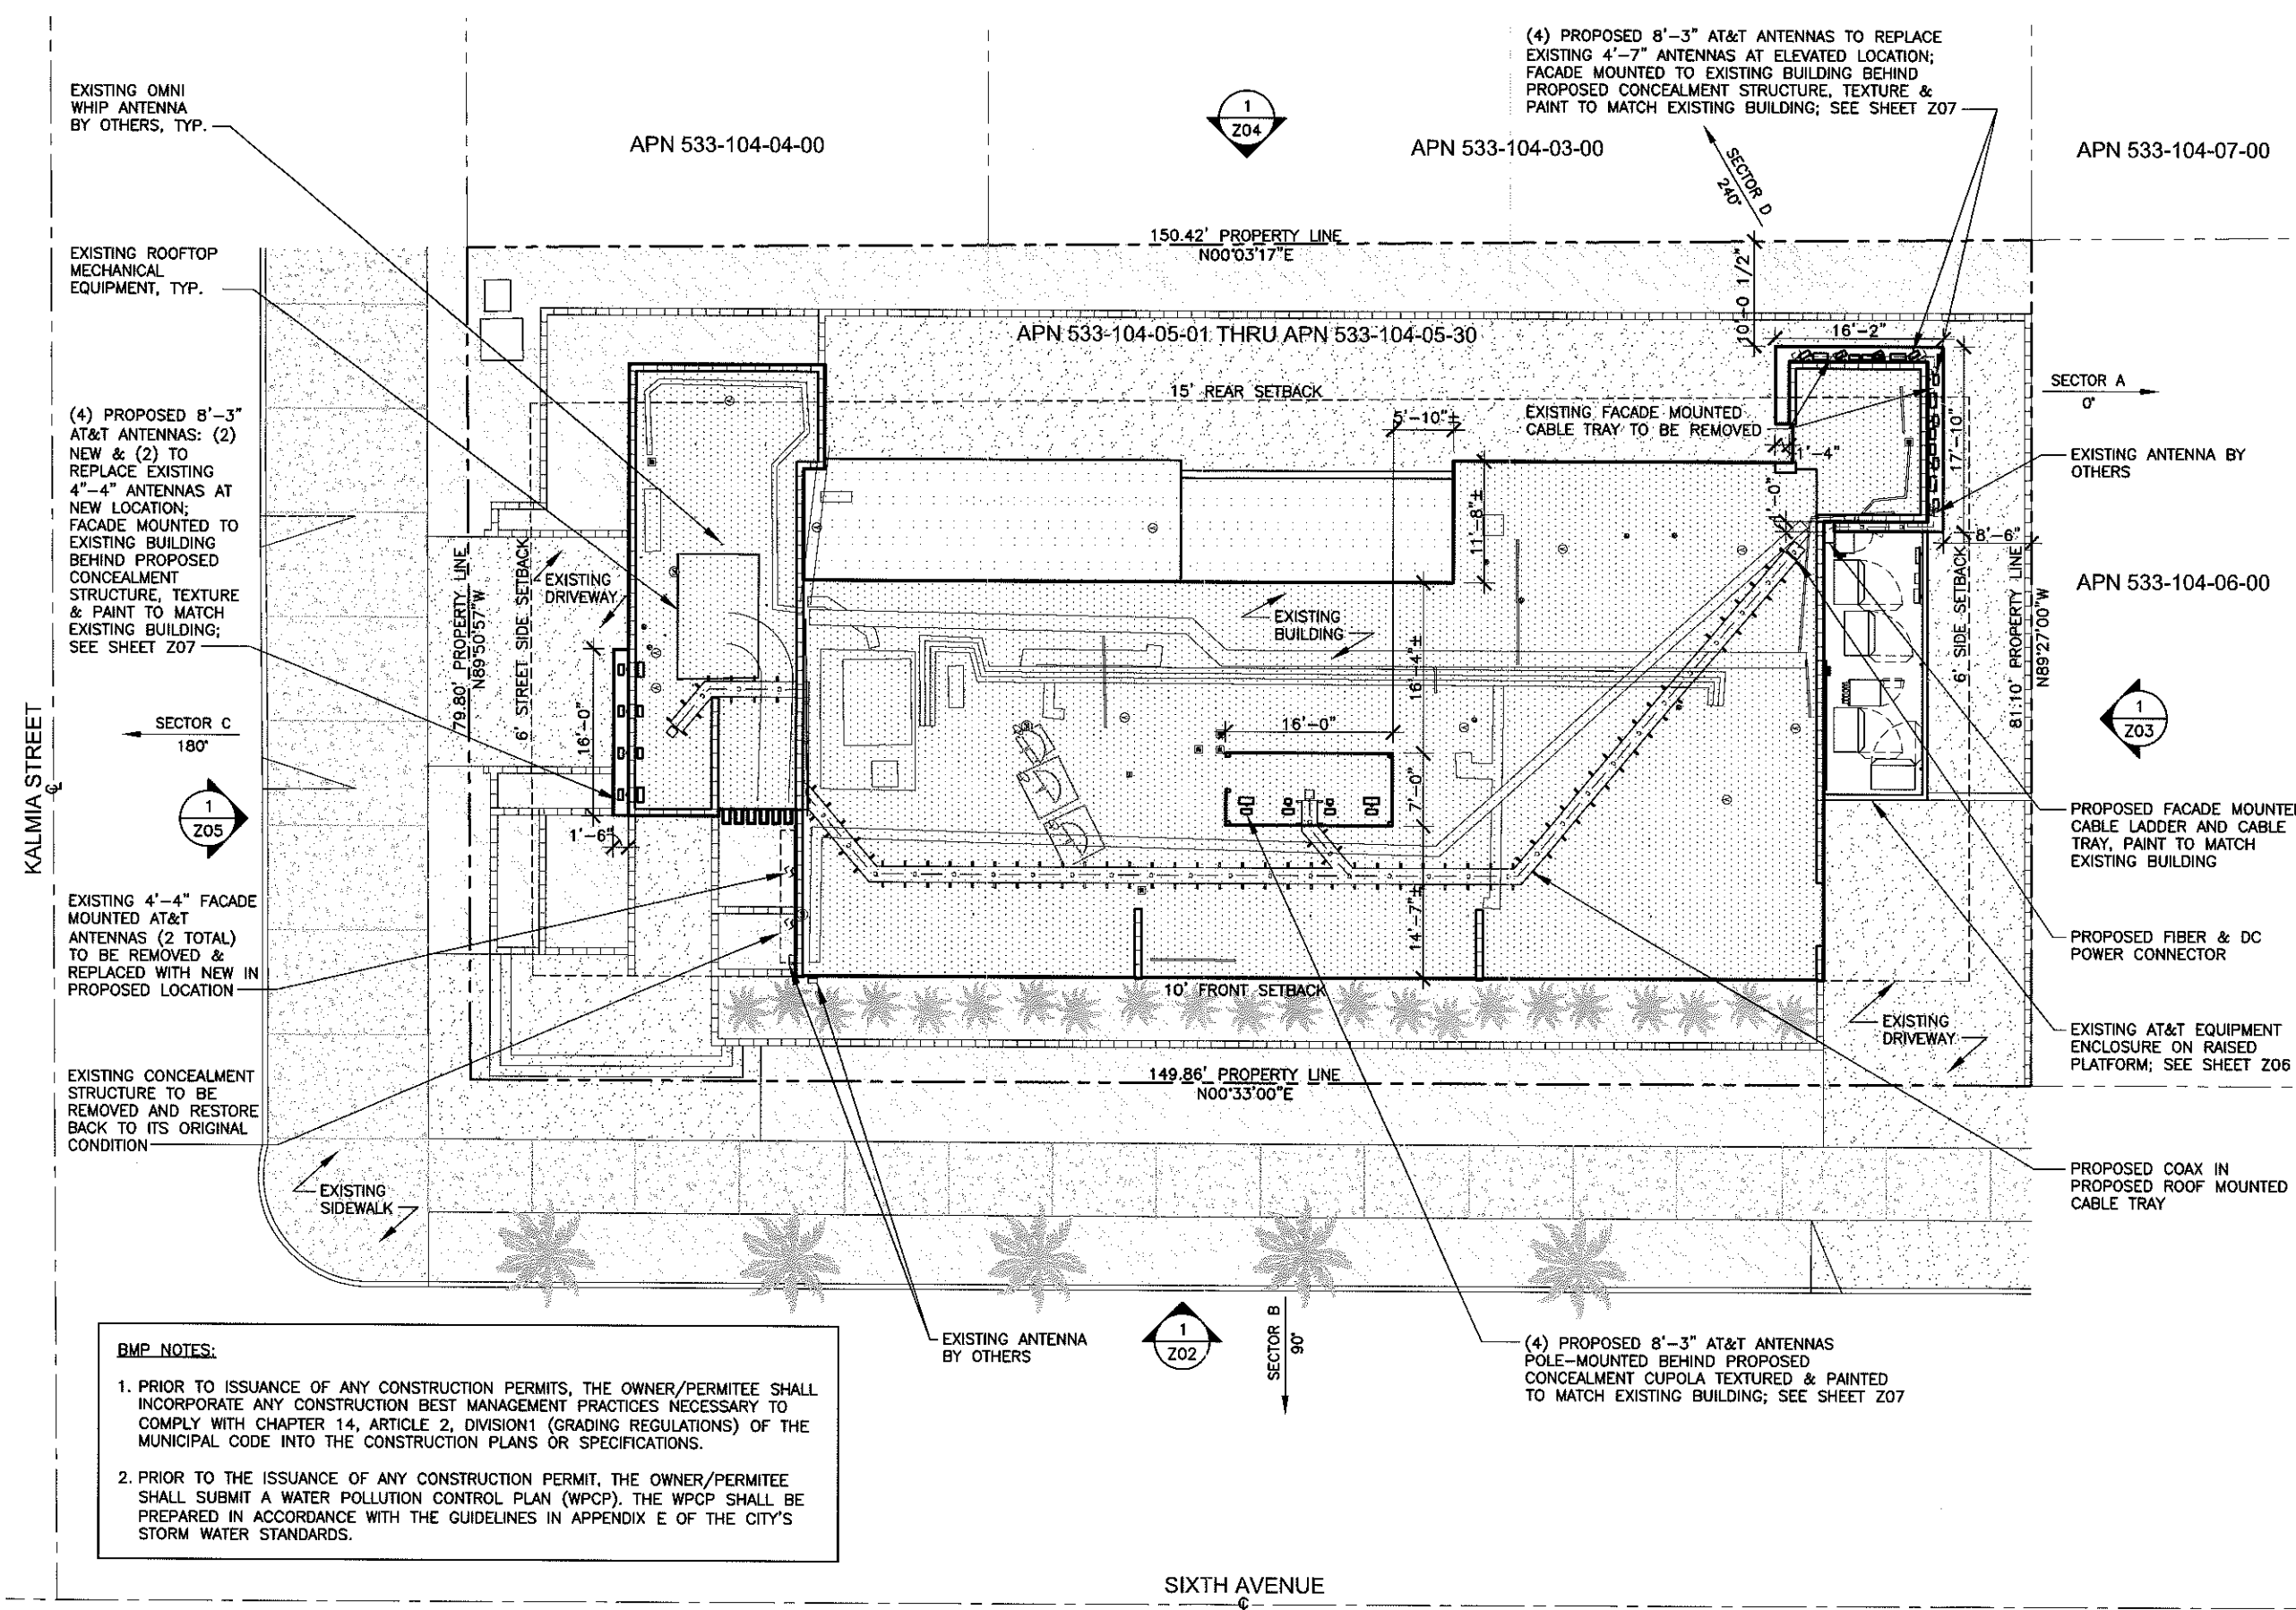 EXISTING OMNI
WHIP ANTENNA
BY OTHERS, TYP.
EXISTING ROOFTOP
MECHANICAL
EQUIPMENT, TYP.
(4) PROPOSED 8'-3"
AT&T ANTENNAS: (2)
NEW & (2) TO
REPLACE EXISTING
4"-4" ANTENNAS AT
NEW LOCATION;
FACADE MOUNTED TO
EXISTING BUILDING
BEHIND PROPOSED
CONCEALMENT
STRUCTURE, TEXTURE
& PAINT TO MATCH
EXISTING BUILDING;
SEE SHEET Z07
SECTOR C
180°
KALMIA STREET
1
Z05
EXISTING 4'-4" FACADE
MOUNTED AT&T
ANTENNAS (2 TOTAL)
TO BE REMOVED &
REPLACED WITH NEW IN
PROPOSED LOCATION
EXISTING CONCEALMENT
STRUCTURE TO BE
REMOVED AND RESTORE
BACK TO ITS ORIGINAL
CONDITION
APN 533-104-04-00
1
Z04
APN 533-104-03-00
(4) PROPOSED 8'-3" AT&T ANTENNAS TO REPLACE
EXISTING 4'-7" ANTENNAS AT ELEVATED LOCATION;
FACADE MOUNTED TO EXISTING BUILDING BEHIND
PROPOSED CONCEALMENT STRUCTURE, TEXTURE &
PAINT TO MATCH EXISTING BUILDING; SEE SHEET Z07
SECTOR D
240°
APN 533-104-07-00
150.42' PROPERTY LINE
N00°03'17"E
10'-0 1/2"
APN 533-104-05-01 THRU APN 533-104-05-30
16'-2"
15' REAR SETBACK
5'-10"±
EXISTING FACADE MOUNTED
CABLE TRAY TO BE REMOVED
1'-4"
17'-10"
SECTOR A
0°
EXISTING ANTENNA BY
OTHERS
11'-8"±
8'-6"
79.80' PROPERTY LINE
N89°50'57"W
6' STREET SIDE SETBACK
EXISTING
DRIVEWAY
EXISTING
BUILDING
16'-4"±
6' SIDE SETBACK
81.10' PROPERTY LINE
N89°27'00"W
APN 533-104-06-00
1
Z03
16'-0"
16'-0"
7'-0"
1'-6"
14'-7"±
PROPOSED FACADE MOUNTED
CABLE LADDER AND CABLE
TRAY, PAINT TO MATCH
EXISTING BUILDING
PROPOSED FIBER & DC
POWER CONNECTOR
10' FRONT SETBACK
EXISTING
DRIVEWAY
EXISTING AT&T EQUIPMENT
ENCLOSURE ON RAISED
PLATFORM; SEE SHEET Z06
149.86' PROPERTY LINE
N00°33'00"E
PROPOSED COAX IN
PROPOSED ROOF MOUNTED
CABLE TRAY
EXISTING
SIDEWALK
EXISTING ANTENNA
BY OTHERS
1
Z02
SECTOR B
90°
(4) PROPOSED 8'-3" AT&T ANTENNAS
POLE-MOUNTED BEHIND PROPOSED
CONCEALMENT CUPOLA TEXTURED & PAINTED
TO MATCH EXISTING BUILDING; SEE SHEET Z07
BMP NOTES:
1. PRIOR TO ISSUANCE OF ANY CONSTRUCTION PERMITS, THE OWNER/PERMITEE SHALL
INCORPORATE ANY CONSTRUCTION BEST MANAGEMENT PRACTICES NECESSARY TO
COMPLY WITH CHAPTER 14, ARTICLE 2, DIVISION1 (GRADING REGULATIONS) OF THE
MUNICIPAL CODE INTO THE CONSTRUCTION PLANS OR SPECIFICATIONS.
2. PRIOR TO THE ISSUANCE OF ANY CONSTRUCTION PERMIT, THE OWNER/PERMITEE
SHALL SUBMIT A WATER POLLUTION CONTROL PLAN (WPCP). THE WPCP SHALL BE
PREPARED IN ACCORDANCE WITH THE GUIDELINES IN APPENDIX E OF THE CITY'S
STORM WATER STANDARDS.
SIXTH AVENUE